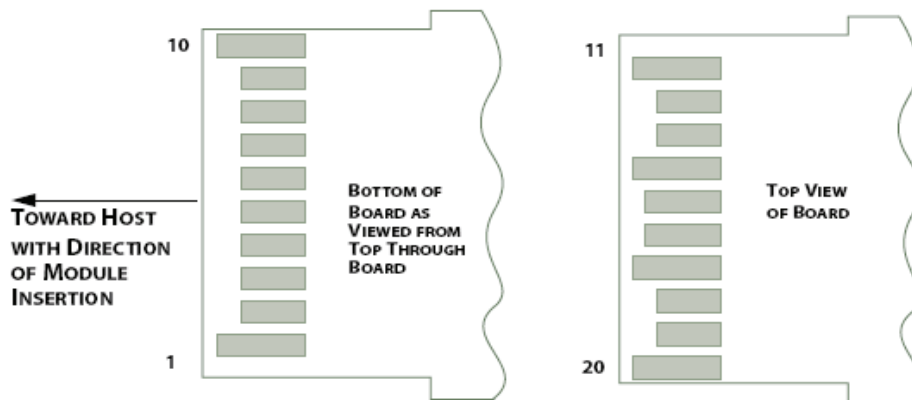 10
1
TOWARD HOST
WITH DIRECTION
OF MODULE
INSERTION
BOTTOM OF
BOARD AS
VIEWED FROM
TOP THROUGH
BOARD
11
20
TOP VIEW
OF BOARD